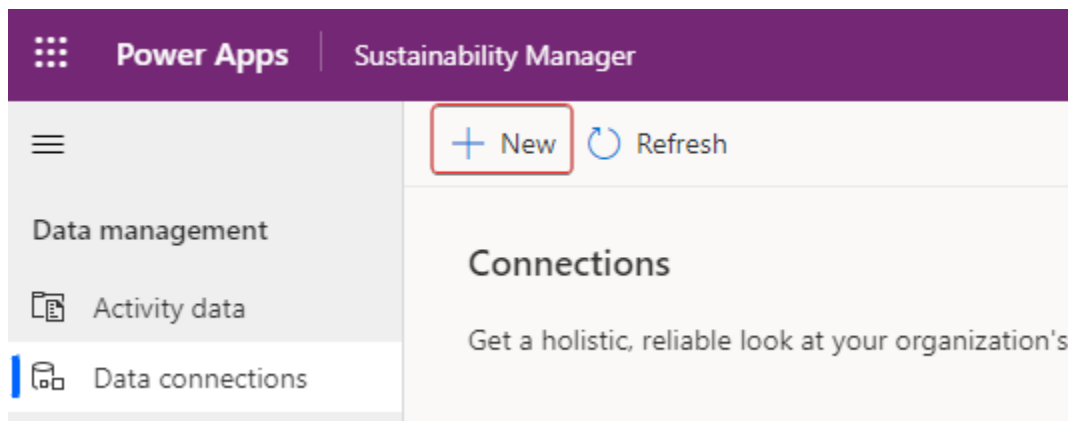 Power Apps Sustainability Manager
New Refresh
Data management
Connections
Activity data
Get a holistic, reliable look at your organization's
Data connections